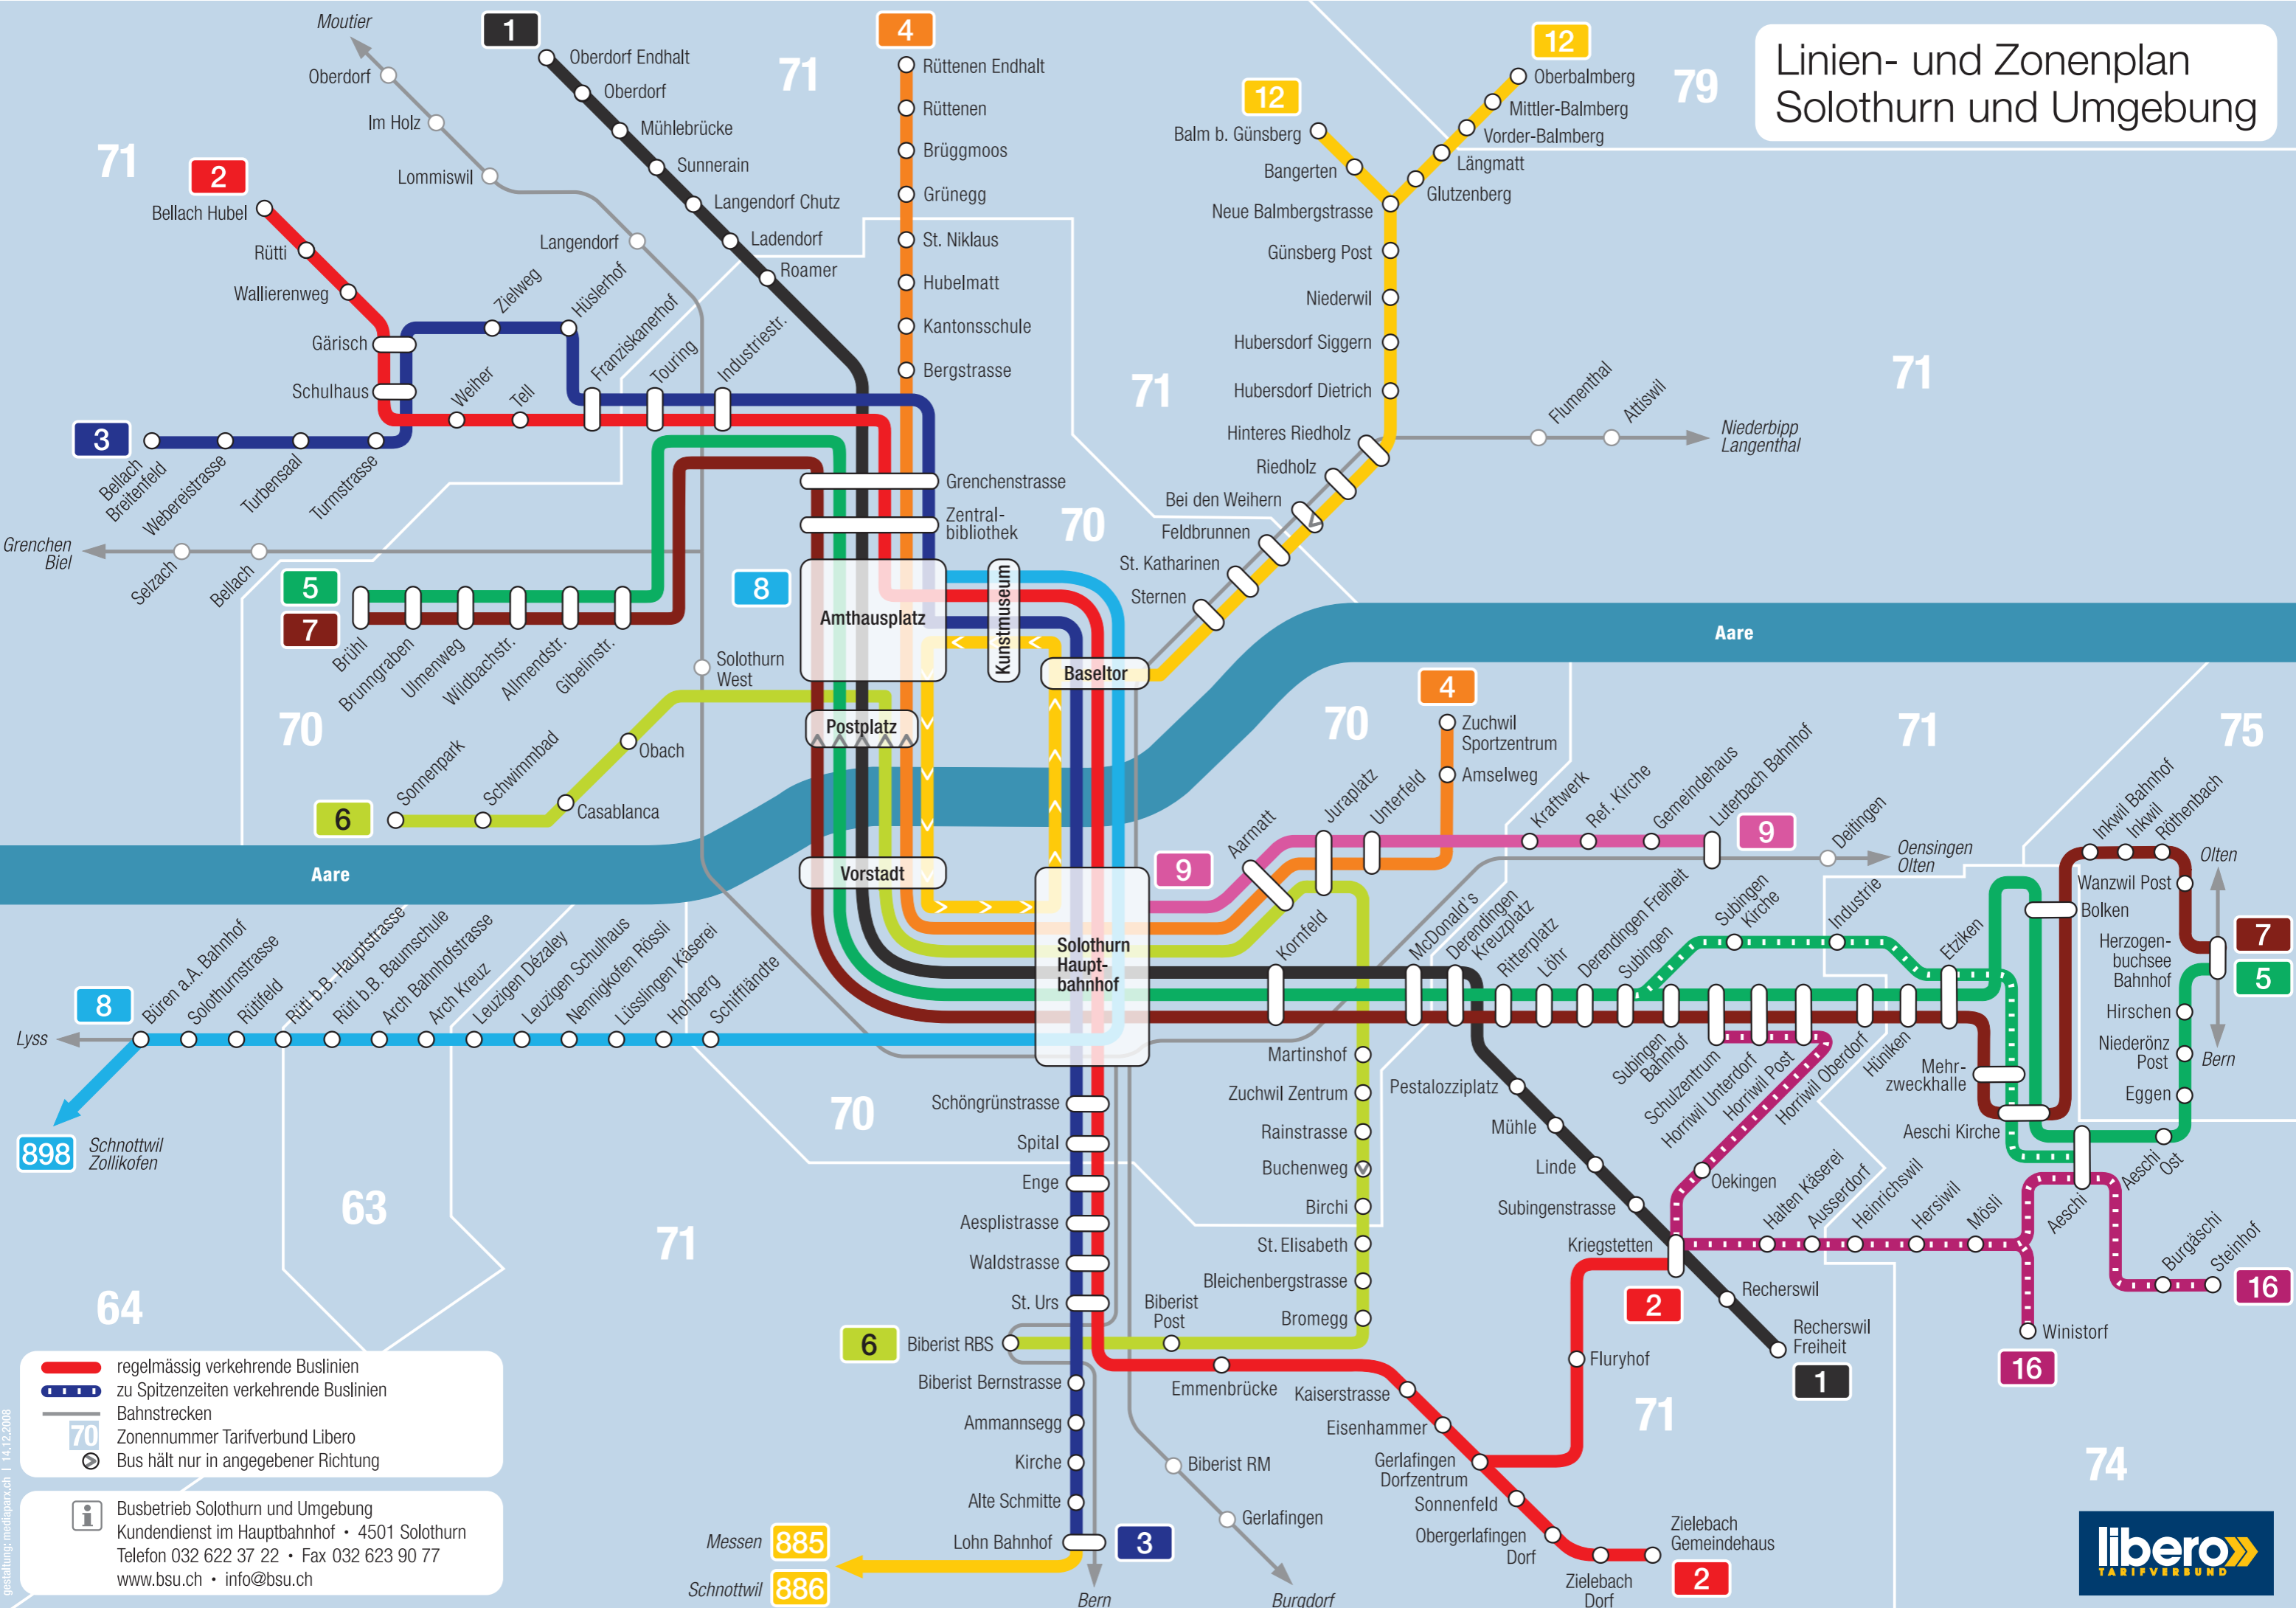 Linien- und Zonenplan
Solothurn und Umgebung
Moutier
Oberdorf
Im Holz
Lommiswil
Langendorf
1
Oberdorf Endhalt
Oberdorf
Mühlebrücke
Sunnerain
Langendorf Chutz
Ladendorf
Roamer
71
4
Rüttenen Endhalt
Rüttenen
Brüggmoos
Grünegg
St. Niklaus
Hubelmatt
Kantonsschule
Bergstrasse
12
Balm b. Günsberg
Bangerten
12
Oberbalmberg
Mittler-Balmberg
Vorder-Balmberg
Längmatt
Glutzenberg
79
Neue Balmbergstrasse
Günsberg Post
Niederwil
Hubersdorf Siggern
Hubersdorf Dietrich
Hinteres Riedholz
Riedholz
Bei den Weihern
Feldbrunnen
St. Katharinen
Sternen
Flumenthal
Attiswil
Niederbipp
Langenthal
71
71
71
2
Bellach Hubel
Rütti
Wallierenweg
Gärisch
Schulhaus
Zielweg
Hüslerhof
Weiher
Tell
Franziskanerhof
Touring
Industriestr.
3
Bellach
Breitenfeld
Webereistrasse
Turbensaal
Turmstrasse
Grenchen
Biel
Selzach
Bellach
5
7
Brühl
Brunngraben
Ulmenweg
Wildbachstr.
Allmendstr.
Gibelinstr.
Grenchenstrasse
Zentral-
bibliothek
70
8
Amthausplatz
Kunstmuseum
Baseltor
Solothurn
West
Postplatz
Vorstadt
Solothurn
Haupt-
bahnhof
70
6
Sonnenpark
Schwimmbad
Casablanca
Obach
Aare
Aare
70
4
Zuchwil
Sportzentrum
Amselweg
9
Aarmatt
Juraplatz
Unterfeld
Kraftwerk
Ref. Kirche
Gemeindehaus
Luterbach Bahnhof
9
Deitingen
Oensingen
Olten
71
75
Kornfeld
McDonald's
Derendingen
Kreuzplatz
Ritterplatz
Löhr
Derendingen Freiheit
Subingen
Subingen
Kirche
Industrie
Etziken
Subingen
Bahnhof
Schulzentrum
Horriwil Unterdorf
Horriwil Post
Horriwil Oberdorf
Hüniken
Mehr-
zweckhalle
Aeschi Kirche
Bolken
Inkwil Bahnhof
Inkwil
Röthenbach
Wanzwil Post
Herzogen-
buchsee
Bahnhof
Olten
Bern
7
5
Hirschen
Niederönz
Post
Eggen
Aeschi
Ost
Aeschi
Burgäschi
Steinhof
16
Winistorf
16
Oekingen
Halten Käserei
Ausserdorf
Heinrichswil
Hersiwil
Mösli
Pestalozziplatz
Mühle
Linde
Subingenstrasse
Kriegstetten
2
Recherswil
Recherswil
Freiheit
1
Fluryhof
71
74
8
Lyss
Büren a.A. Bahnhof
Solothurnstrasse
Rütifeld
Rüti b.B. Hauptstrasse
Rüti b.B. Baumschule
Arch Bahnhofstrasse
Arch Kreuz
Leuzigen Dézaley
Leuzigen Schulhaus
Nennigkofen Rössli
Lüsslingen Käserei
Hohberg
Schiffländte
898
Schnottwil
Zollikofen
63
64
71
70
Schöngrünstrasse
Spital
Enge
Aesplistrasse
Waldstrasse
St. Urs
6
Biberist RBS
Biberist
Post
Biberist Bernstrasse
Ammannsegg
Kirche
Alte Schmitte
Lohn Bahnhof
3
Messen
885
Schnottwil
886
Bern
Martinshof
Zuchwil Zentrum
Rainstrasse
Buchenweg
Birchi
St. Elisabeth
Bleichenbergstrasse
Bromegg
Emmenbrücke
Kaiserstrasse
Eisenhammer
Gerlafingen
Dorfzentrum
Sonnenfeld
Obergerlafingen
Dorf
Zielebach
Dorf
Zielebach
Gemeindehaus
2
Biberist RM
Gerlafingen
Burgdorf
regelmässig verkehrende Buslinien
zu Spitzenzeiten verkehrende Buslinien
Bahnstrecken
70
Zonennummer Tarifverbund Libero
Bus hält nur in angegebener Richtung
i
Busbetrieb Solothurn und Umgebung
Kundendienst im Hauptbahnhof • 4501 Solothurn
Telefon 032 622 37 22 • Fax 032 623 90 77
www.bsu.ch • info@bsu.ch
gestaltung: mediaparx.ch | 14.12.2008
libero
TARIFVERBUND